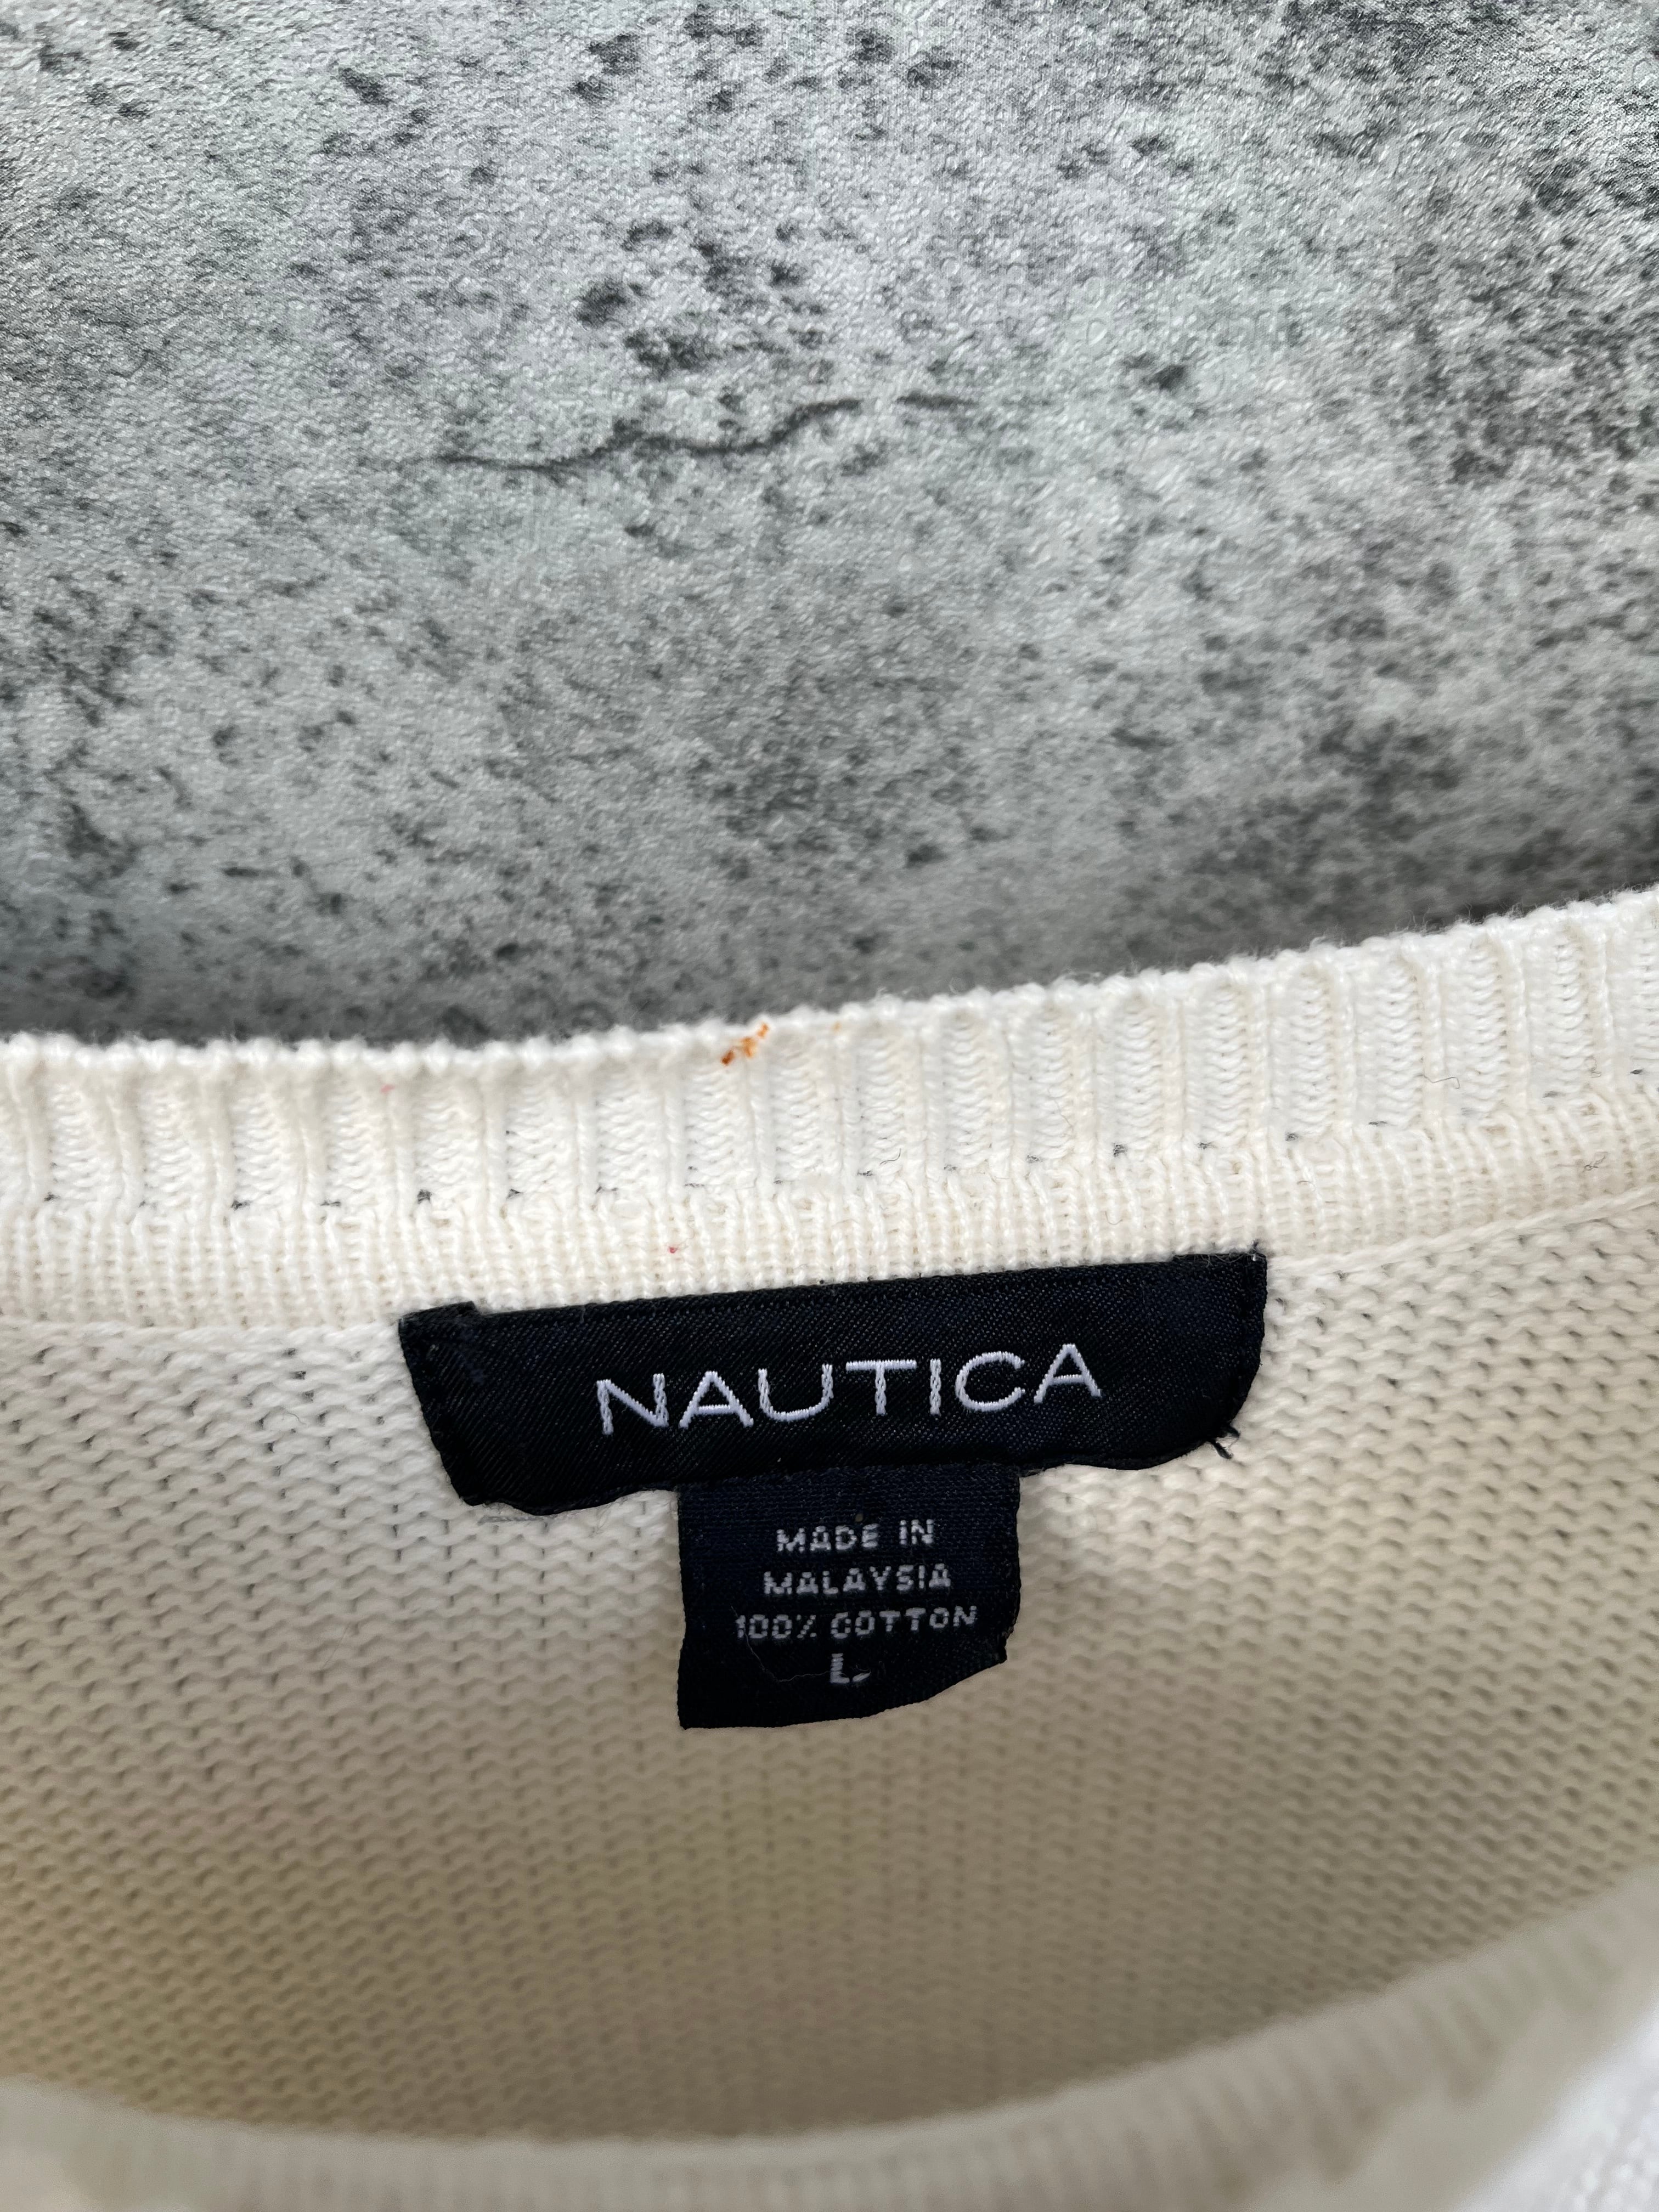 NAUTICA
MADE IN
MALAYSIA
100% COTTON
L